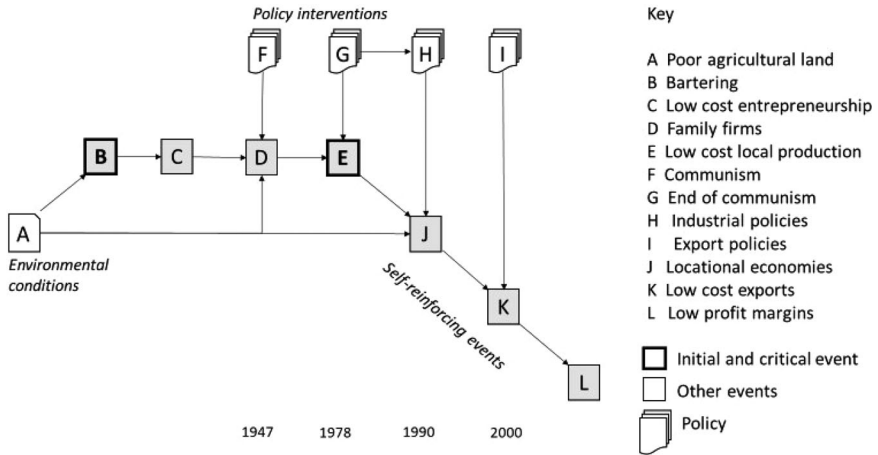 Policy interventions
F
G
H
I
B
C
D
E
A
J
Environmental
conditions
Self-reinforcing events
K
L
1947
1978
1990
2000
Key
A Poor agricultural land
B Bartering
C Low cost entrepreneurship
D Family firms
E Low cost local production
F Communism
G End of communism
H Industrial policies
I Export policies
J Locational economies
K Low cost exports
L Low profit margins
Initial and critical event
Other events
Policy